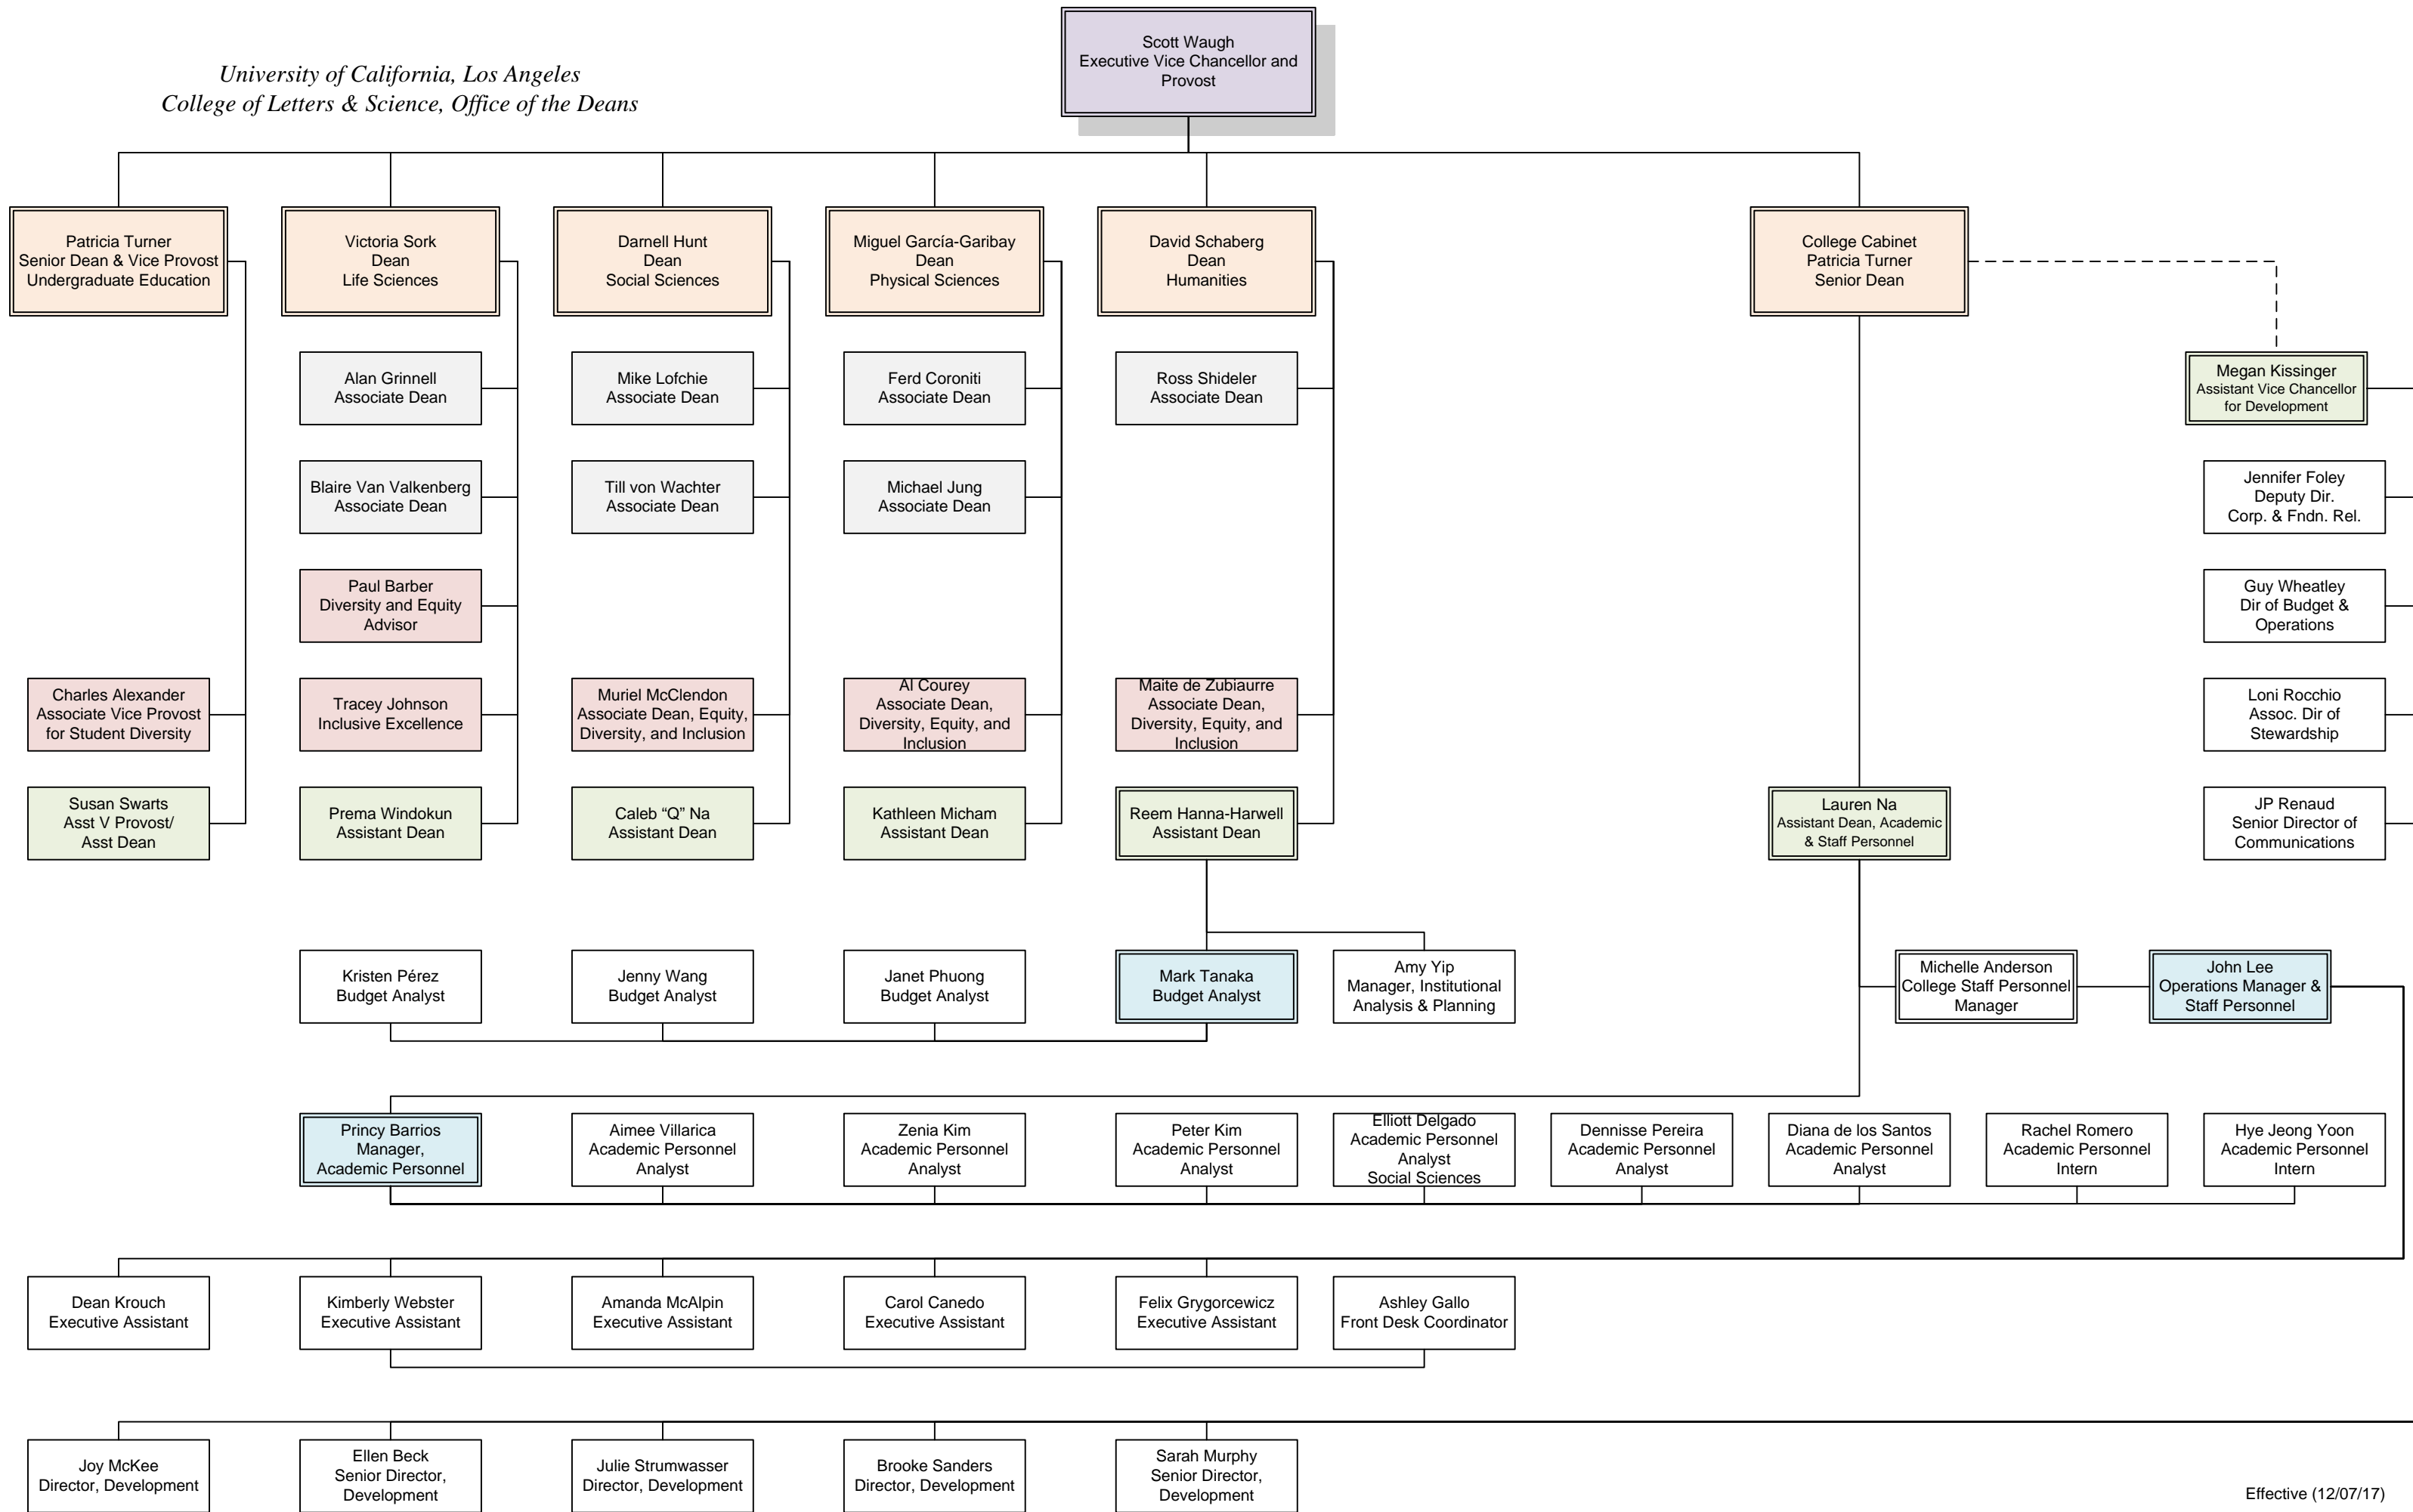 University of California, Los Angeles
College of Letters & Science, Office of the Deans
Scott Waugh
Executive Vice Chancellor and
Provost
Patricia Turner
Senior Dean & Vice Provost
Undergraduate Education
Victoria Sork
Dean
Life Sciences
Darnell Hunt
Dean
Social Sciences
Miguel García-Garibay
Dean
Physical Sciences
David Schaberg
Dean
Humanities
College Cabinet
Patricia Turner
Senior Dean
Alan Grinnell
Associate Dean
Mike Lofchie
Associate Dean
Ferd Coroniti
Associate Dean
Ross Shideler
Associate Dean
Megan Kissinger
Assistant Vice Chancellor
for Development
Blaire Van Valkenberg
Associate Dean
Till von Wachter
Associate Dean
Michael Jung
Associate Dean
Jennifer Foley
Deputy Dir.
Corp. & Fndn. Rel.
Paul Barber
Diversity and Equity
Advisor
Guy Wheatley
Dir of Budget &
Operations
Charles Alexander
Associate Vice Provost
for Student Diversity
Tracey Johnson
Inclusive Excellence
Muriel McClendon
Associate Dean, Equity,
Diversity, and Inclusion
Al Courey
Associate Dean,
Diversity, Equity, and
Inclusion
Maite de Zubiaurre
Associate Dean,
Diversity, Equity, and
Inclusion
Loni Rocchio
Assoc. Dir of
Stewardship
Susan Swarts
Asst V Provost/
Asst Dean
Prema Windokun
Assistant Dean
Caleb “Q” Na
Assistant Dean
Kathleen Micham
Assistant Dean
Reem Hanna-Harwell
Assistant Dean
Lauren Na
Assistant Dean, Academic
& Staff Personnel
JP Renaud
Senior Director of
Communications
Kristen Pérez
Budget Analyst
Jenny Wang
Budget Analyst
Janet Phuong
Budget Analyst
Mark Tanaka
Budget Analyst
Amy Yip
Manager, Institutional
Analysis & Planning
Michelle Anderson
College Staff Personnel
Manager
John Lee
Operations Manager &
Staff Personnel
Princy Barrios
Manager,
Academic Personnel
Aimee Villarica
Academic Personnel
Analyst
Zenia Kim
Academic Personnel
Analyst
Peter Kim
Academic Personnel
Analyst
Elliott Delgado
Academic Personnel
Analyst
Social Sciences
Dennisse Pereira
Academic Personnel
Analyst
Diana de los Santos
Academic Personnel
Analyst
Rachel Romero
Academic Personnel
Intern
Hye Jeong Yoon
Academic Personnel
Intern
Dean Krouch
Executive Assistant
Kimberly Webster
Executive Assistant
Amanda McAlpin
Executive Assistant
Carol Canedo
Executive Assistant
Felix Grygorcewicz
Executive Assistant
Ashley Gallo
Front Desk Coordinator
Joy McKee
Director, Development
Ellen Beck
Senior Director,
Development
Julie Strumwasser
Director, Development
Brooke Sanders
Director, Development
Sarah Murphy
Senior Director,
Development
Effective (12/07/17)